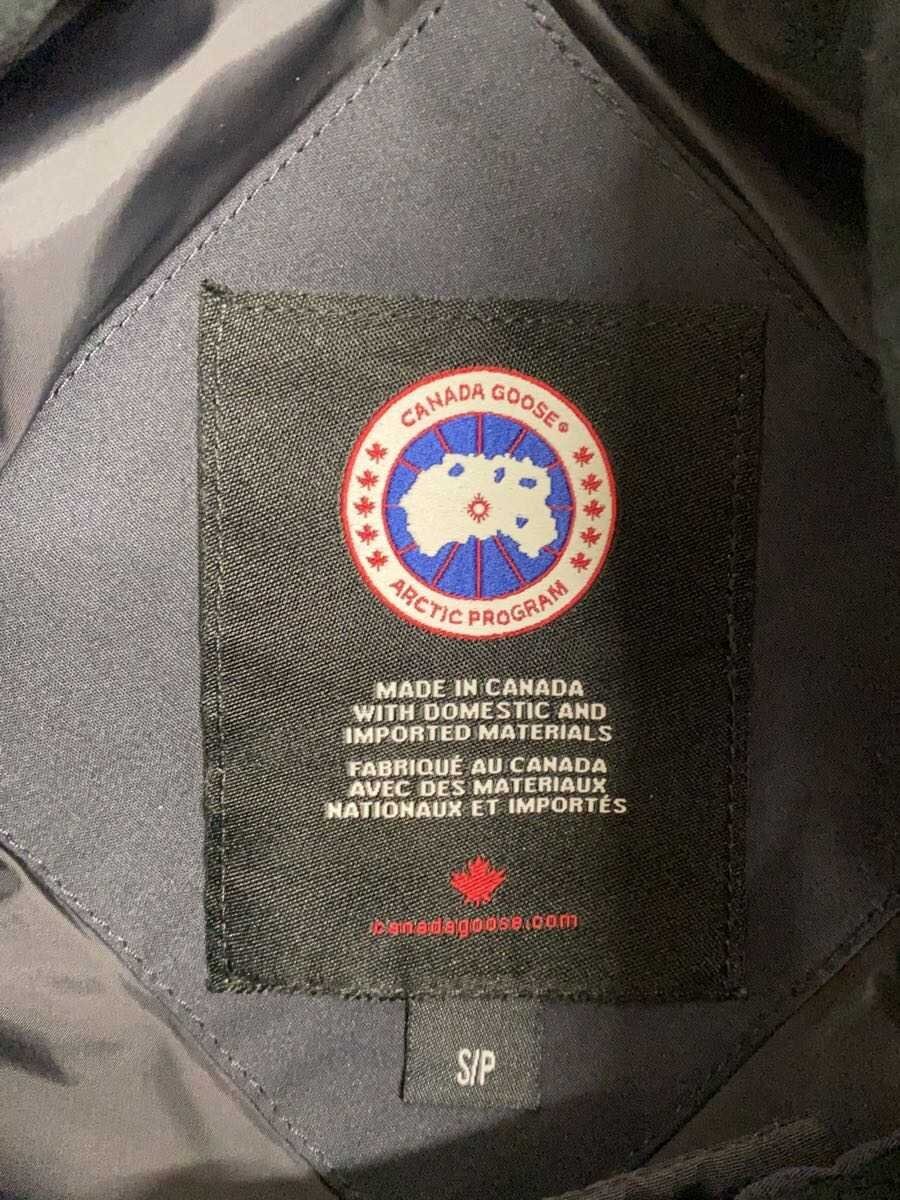 CANADA GOOSE®
ARCTIC PROGRAM
MADE IN CANADA
WITH DOMESTIC AND
IMPORTED MATERIALS
FABRIQUÉ AU CANADA
AVEC DES MATERIAUX
NATIONAUX ET IMPORTÉS
canadagoose.com
S/P